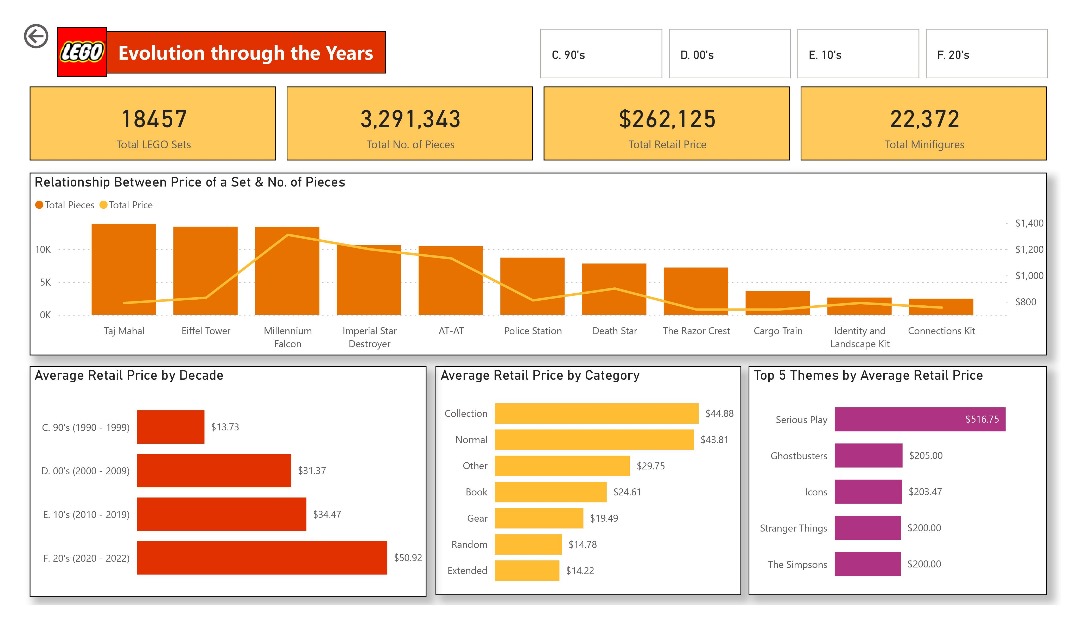 LEGO Evolution through the Years
C. 90's D. 00's E. 10's F. 20's
18457 3,291,343 $262,125 22,372
Total LEGO Sets Total No. of Pieces Total Retail Price Total Minifigures
Relationship Between Price of a Set & No. of Pieces
Total Pieces Total Price
$1,400
10K $1,200
5K $1,000
0K $800
Taj Mahal Eiffel Tower Millennium Falcon Imperial Star Destroyer AT-AT Police Station Death Star The Razor Crest Cargo Train Identity and Landscape Kit Connections Kit
Average Retail Price by Decade
C. 90's (1990 - 1999) $13.73
D. 00's (2000 - 2009) $31.37
E. 10's (2010 - 2019) $34.47
F. 20's (2020 - 2022) $50.92
Average Retail Price by Category
Collection $44.88
Normal $43.81
Other $29.75
Book $24.61
Gear $19.49
Random $14.78
Extended $14.22
Top 5 Themes by Average Retail Price
Serious Play $516.75
Ghostbusters $205.00
Icons $203.47
Stranger Things $200.00
The Simpsons $200.00